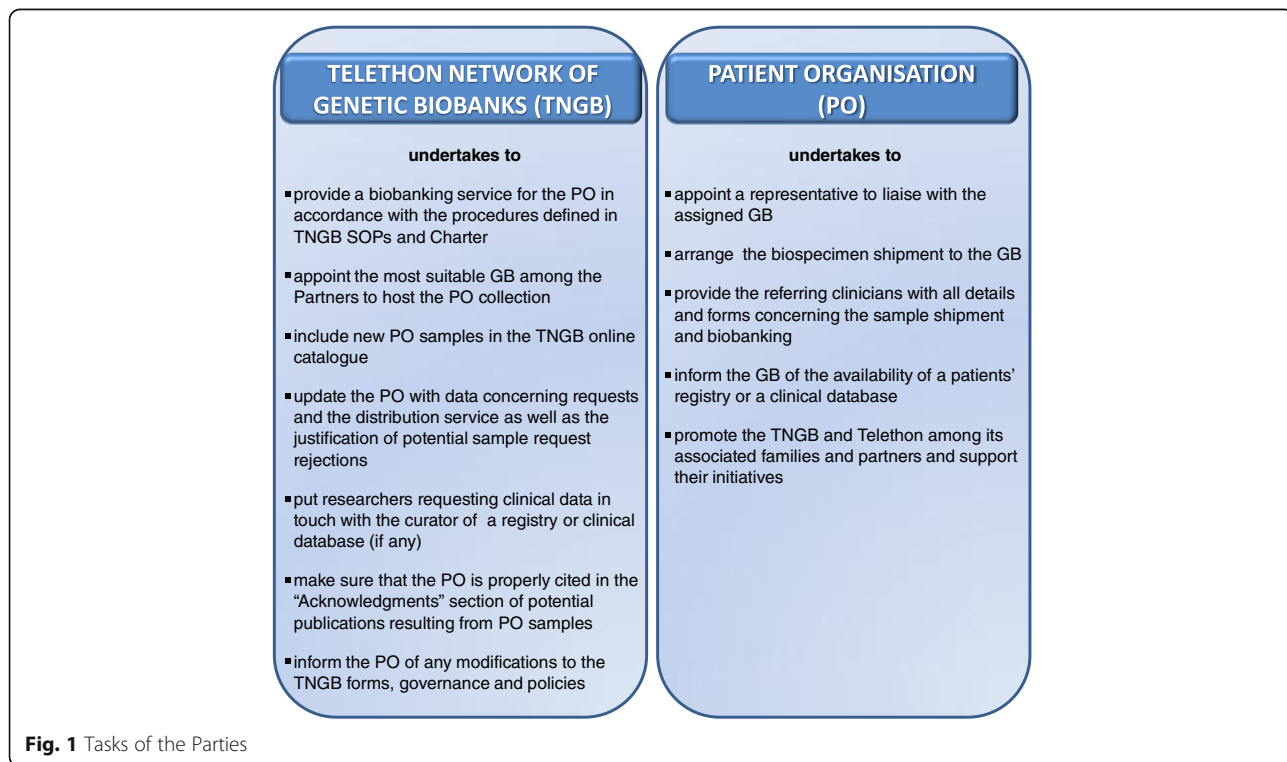 TELETHON NETWORK OF
GENETIC BIOBANKS (TNGB)
undertakes to
▪provide a biobanking service for the PO in
accordance with the procedures defined in
TNGB SOPs and Charter
▪appoint the most suitable GB among the
Partners to host the PO collection
▪include new PO samples in the TNGB online
catalogue
▪update the PO with data concerning requests
and the distribution service as well as the
justification of potential sample request
rejections
▪put researchers requesting clinical data in
touch with the curator of a registry or clinical
database (if any)
▪make sure that the PO is properly cited in the
“Acknowledgments” section of potential
publications resulting from PO samples
▪inform the PO of any modifications to the
TNGB forms, governance and policies
PATIENT ORGANISATION
(PO)
undertakes to
▪appoint a representative to liaise with the
assigned GB
▪arrange the biospecimen shipment to the GB
▪provide the referring clinicians with all details
and forms concerning the sample shipment
and biobanking
▪inform the GB of the availability of a patients’
registry or a clinical database
▪promote the TNGB and Telethon among its
associated families and partners and support
their initiatives
Fig. 1 Tasks of the Parties